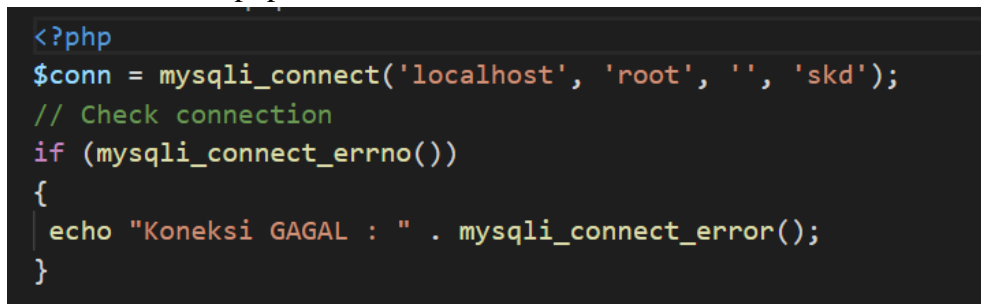 <?php
$conn = mysqli_connect('localhost', 'root', '', 'skd');
// Check connection
if (mysqli_connect_errno())
{
echo "Koneksi GAGAL : " . mysqli_connect_error();
}